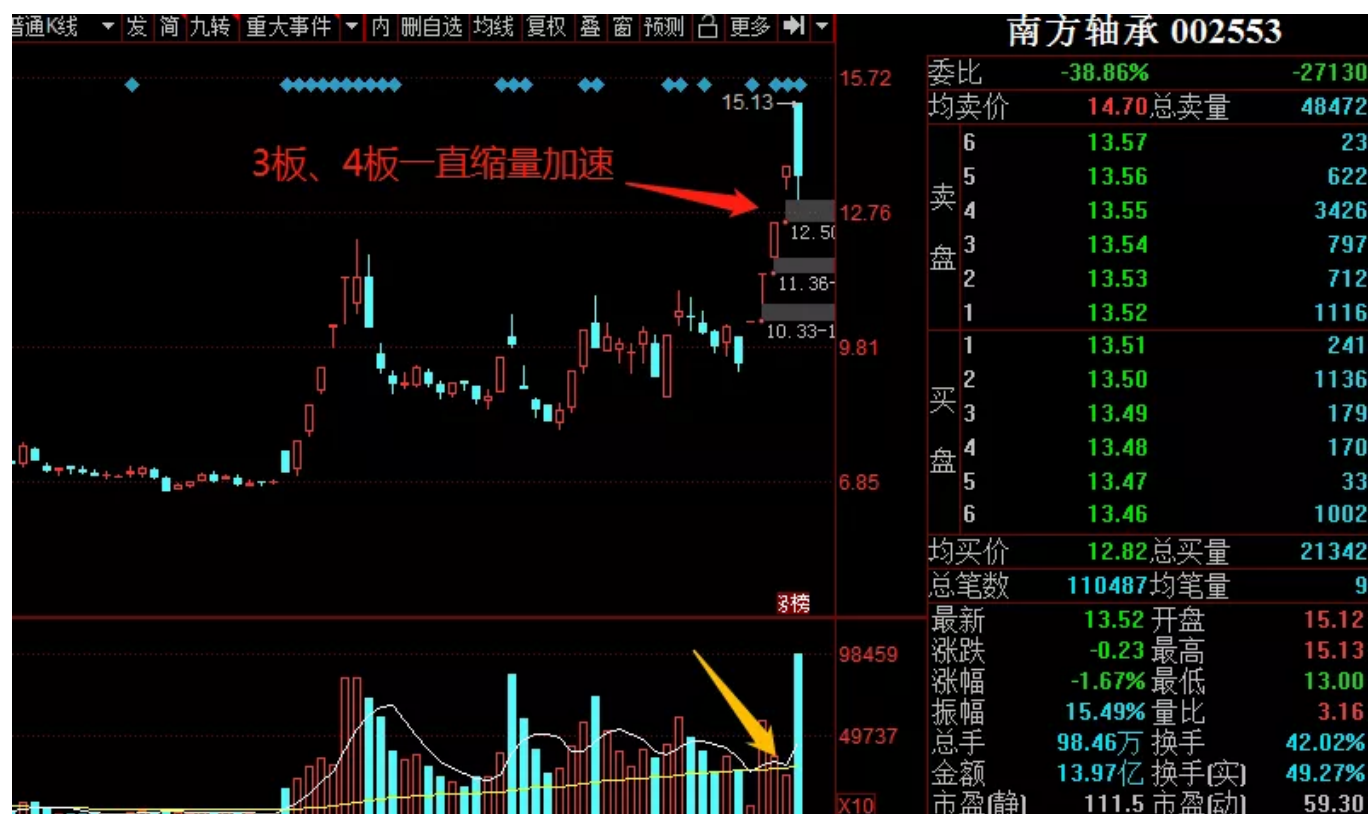 普通K线 发 简 九转 重大事件 内 删自选 均线 复权 叠 窗 预测 更多
南方轴承 002553
委比 -38.86% -27130
均卖价 14.70 总卖量 48472
卖盘
6 13.57 23
5 13.56 622
4 13.55 3426
3 13.54 797
2 13.53 712
1 13.52 1116
买盘
1 13.51 241
2 13.50 1136
3 13.49 179
4 13.48 170
5 13.47 33
6 13.46 1002
均买价 12.82 总买量 21342
总笔数 110487 均笔量 9
最新 13.52 开盘 15.12
涨跌 -0.23 最高 15.13
涨幅 -1.67% 最低 13.00
振幅 15.49% 量比 3.16
总手 98.46万 换手 42.02%
金额 13.97亿 换手(实) 49.27%
市盈(静) 111.5 市盈(动) 59.30
15.72
15.13
3板、4板一直缩量加速
12.76
12.50
11.36-
10.33-1
9.81
6.85
榜
98459
49737
X10